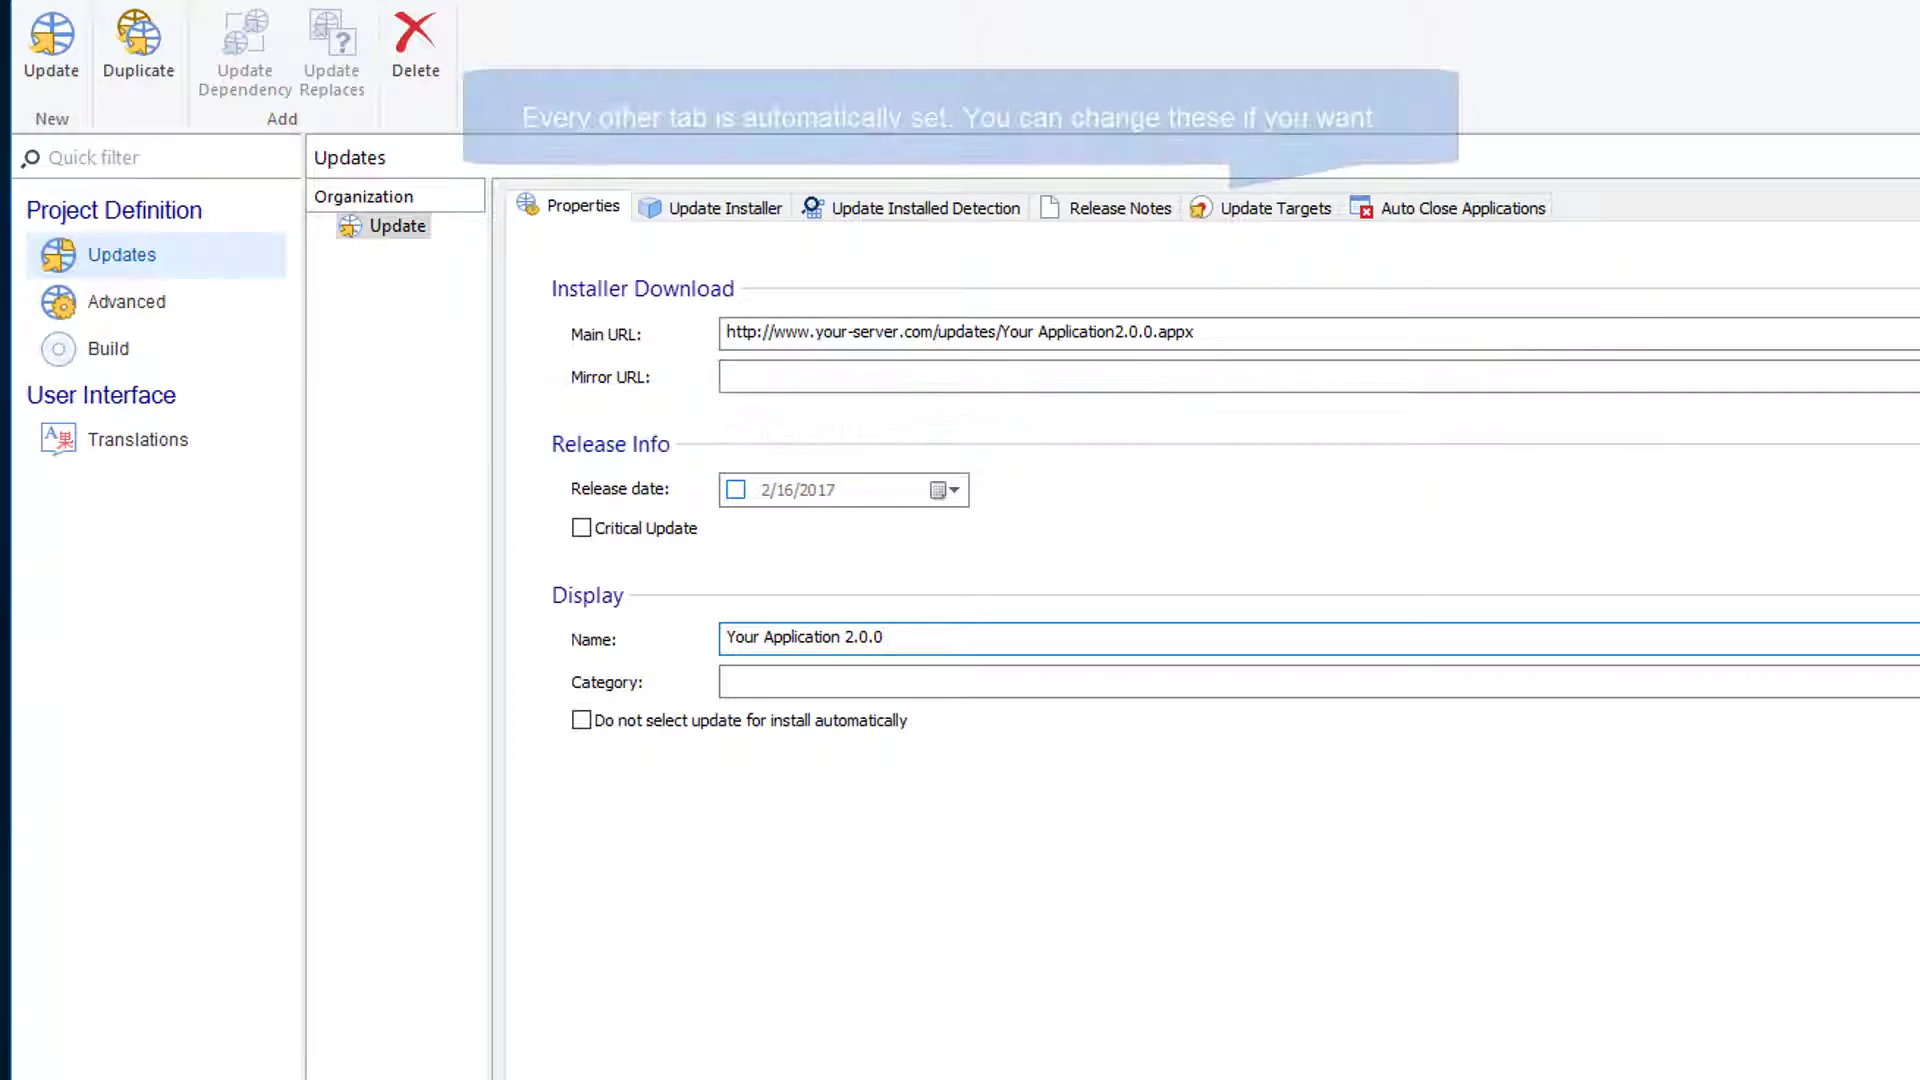 Update
Duplicate
Update Dependency
Update Replaces
Delete
New
Add
Every other tab is automatically set. You can change these if you want
Quick filter
Updates
Organization
Update
Project Definition
Updates
Advanced
Build
User Interface
Translations
Properties
Update Installer
Update Installed Detection
Release Notes
Update Targets
Auto Close Applications
Installer Download
Main URL:
http://www.your-server.com/updates/Your Application2.0.0.appx
Mirror URL:
Release Info
Release date:
2/16/2017
Critical Update
Display
Name:
Your Application 2.0.0
Category:
Do not select update for install automatically